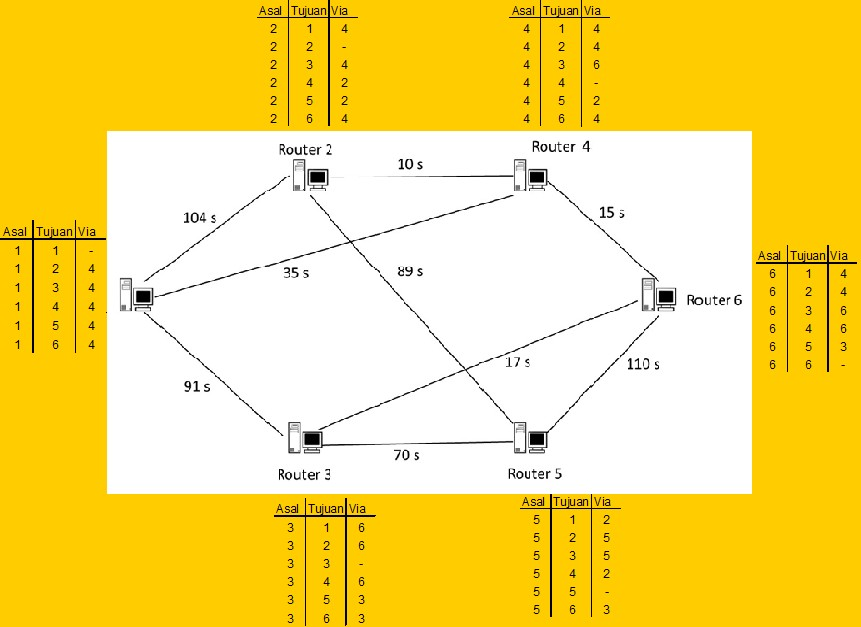 Asal Tujuan Via
2 1 4
2 2 -
2 3 4
2 4 2
2 5 2
2 6 4
Asal Tujuan Via
4 1 4
4 2 4
4 3 6
4 4 -
4 5 2
4 6 4
Router 2
Router 4
10 s
104 s
15 s
35 s
89 s
Router 6
17 s
110 s
91 s
70 s
Router 3
Router 5
Asal Tujuan Via
1 1 -
1 2 4
1 3 4
1 4 4
1 5 4
1 6 4
Asal Tujuan Via
6 1 4
6 2 4
6 3 6
6 4 6
6 5 3
6 6 -
Asal Tujuan Via
3 1 6
3 2 6
3 3 -
3 4 6
3 5 3
3 6 3
Asal Tujuan Via
5 1 2
5 2 5
5 3 5
5 4 2
5 5 -
5 6 3